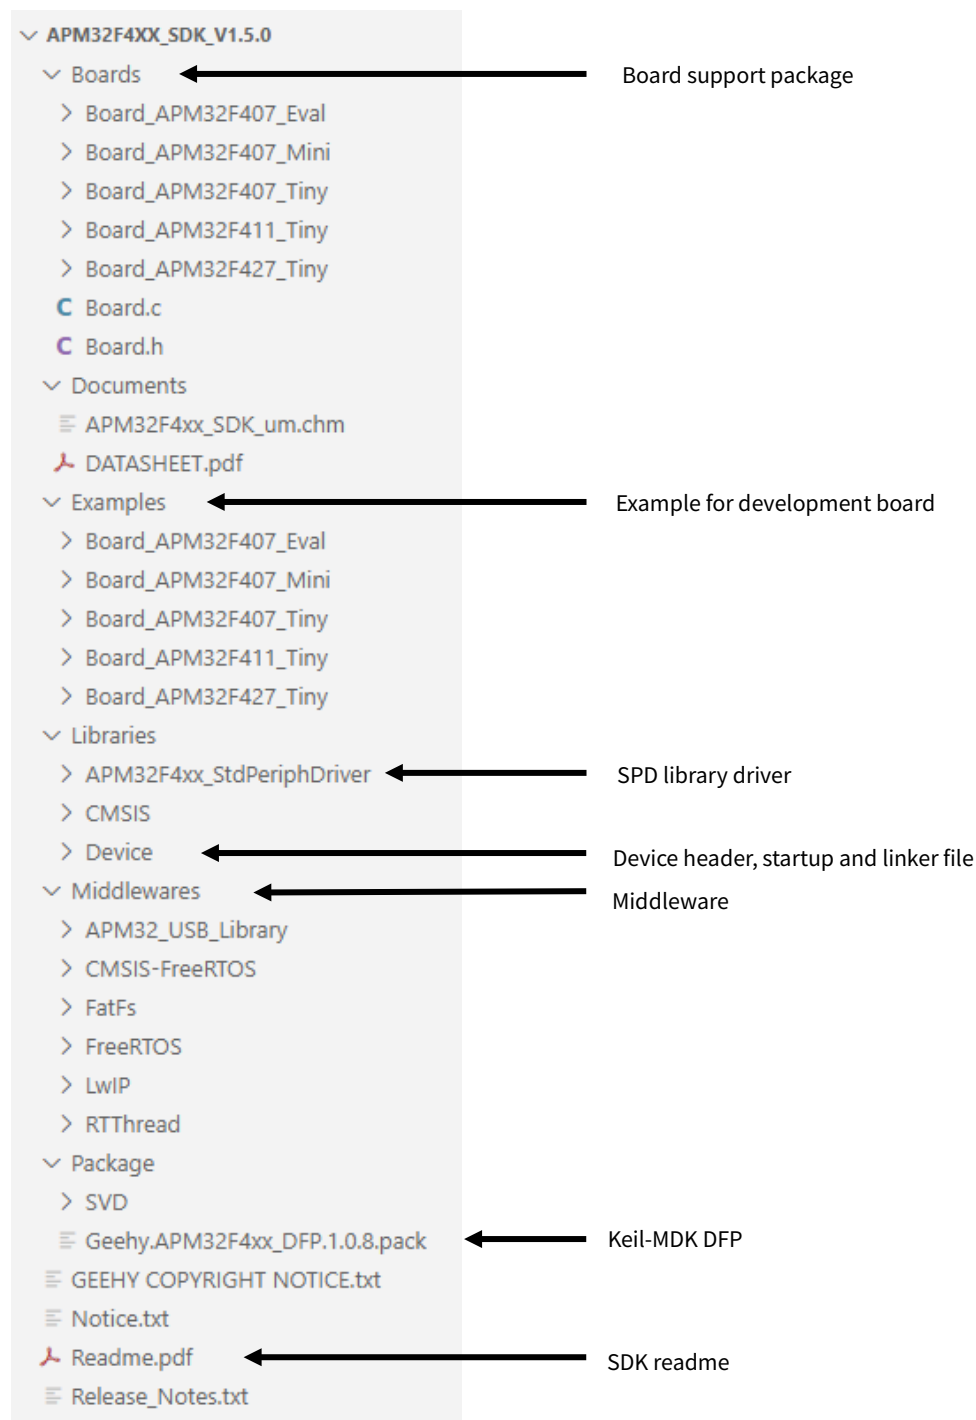 APM32F4XX_SDK_V1.5.0
Boards
Board support package
Board_APM32F407_Eval
Board_APM32F407_Mini
Board_APM32F407_Tiny
Board_APM32F411_Tiny
Board_APM32F427_Tiny
C Board.c
C Board.h
Documents
APM32F4xx_SDK_um.chm
DATASHEET.pdf
Examples
Example for development board
Board_APM32F407_Eval
Board_APM32F407_Mini
Board_APM32F407_Tiny
Board_APM32F411_Tiny
Board_APM32F427_Tiny
Libraries
APM32F4xx_StdPeriphDriver
SPD library driver
CMSIS
Device
Device header, startup and linker file
Middlewares
Middleware
APM32_USB_Library
CMSIS-FreeRTOS
FatFs
FreeRTOS
LwIP
RTThread
Package
SVD
Geehy.APM32F4xx_DFP.1.0.8.pack
Keil-MDK DFP
GEEHY COPYRIGHT NOTICE.txt
Notice.txt
Readme.pdf
SDK readme
Release_Notes.txt